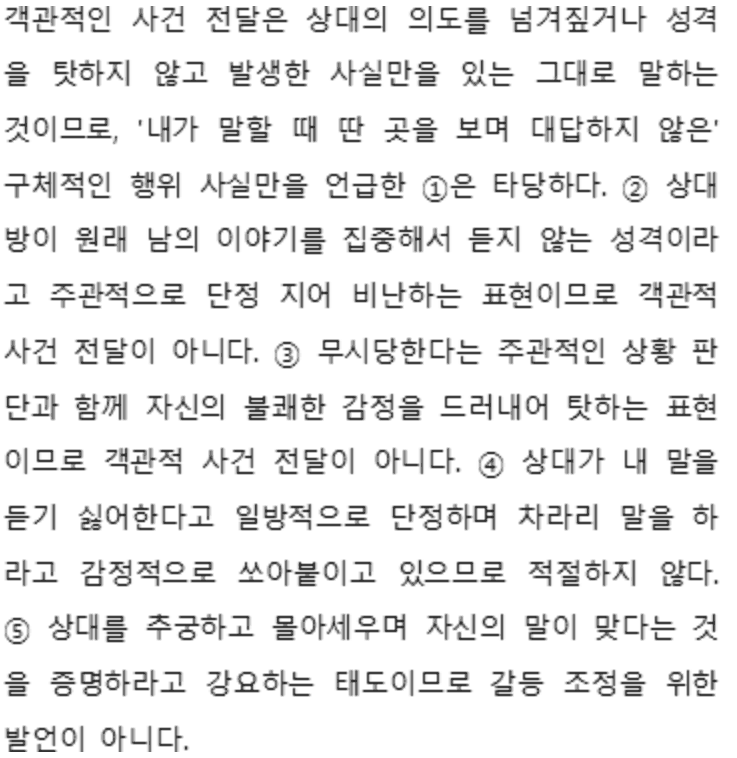 객관적인 사건 전달은 상대의 의도를 넘겨짚거나 성격
을 탓하지 않고 발생한 사실만을 있는 그대로 말하는
것이므로, '내가 말할 때 딴 곳을 보며 대답하지 않은'
구체적인 행위 사실만을 언급한 ①은 타당하다. ② 상대
방이 원래 남의 이야기를 집중해서 듣지 않는 성격이라
고 주관적으로 단정 지어 비난하는 표현이므로 객관적
사건 전달이 아니다. ③ 무시당한다는 주관적인 상황 판
단과 함께 자신의 불쾌한 감정을 드러내어 탓하는 표현
이므로 객관적 사건 전달이 아니다. ④ 상대가 내 말을
듣기 싫어한다고 일방적으로 단정하며 차라리 말을 하
라고 감정적으로 쏘아붙이고 있으므로 적절하지 않다.
⑤ 상대를 추궁하고 몰아세우며 자신의 말이 맞다는 것
을 증명하라고 강요하는 태도이므로 갈등 조정을 위한
발언이 아니다.